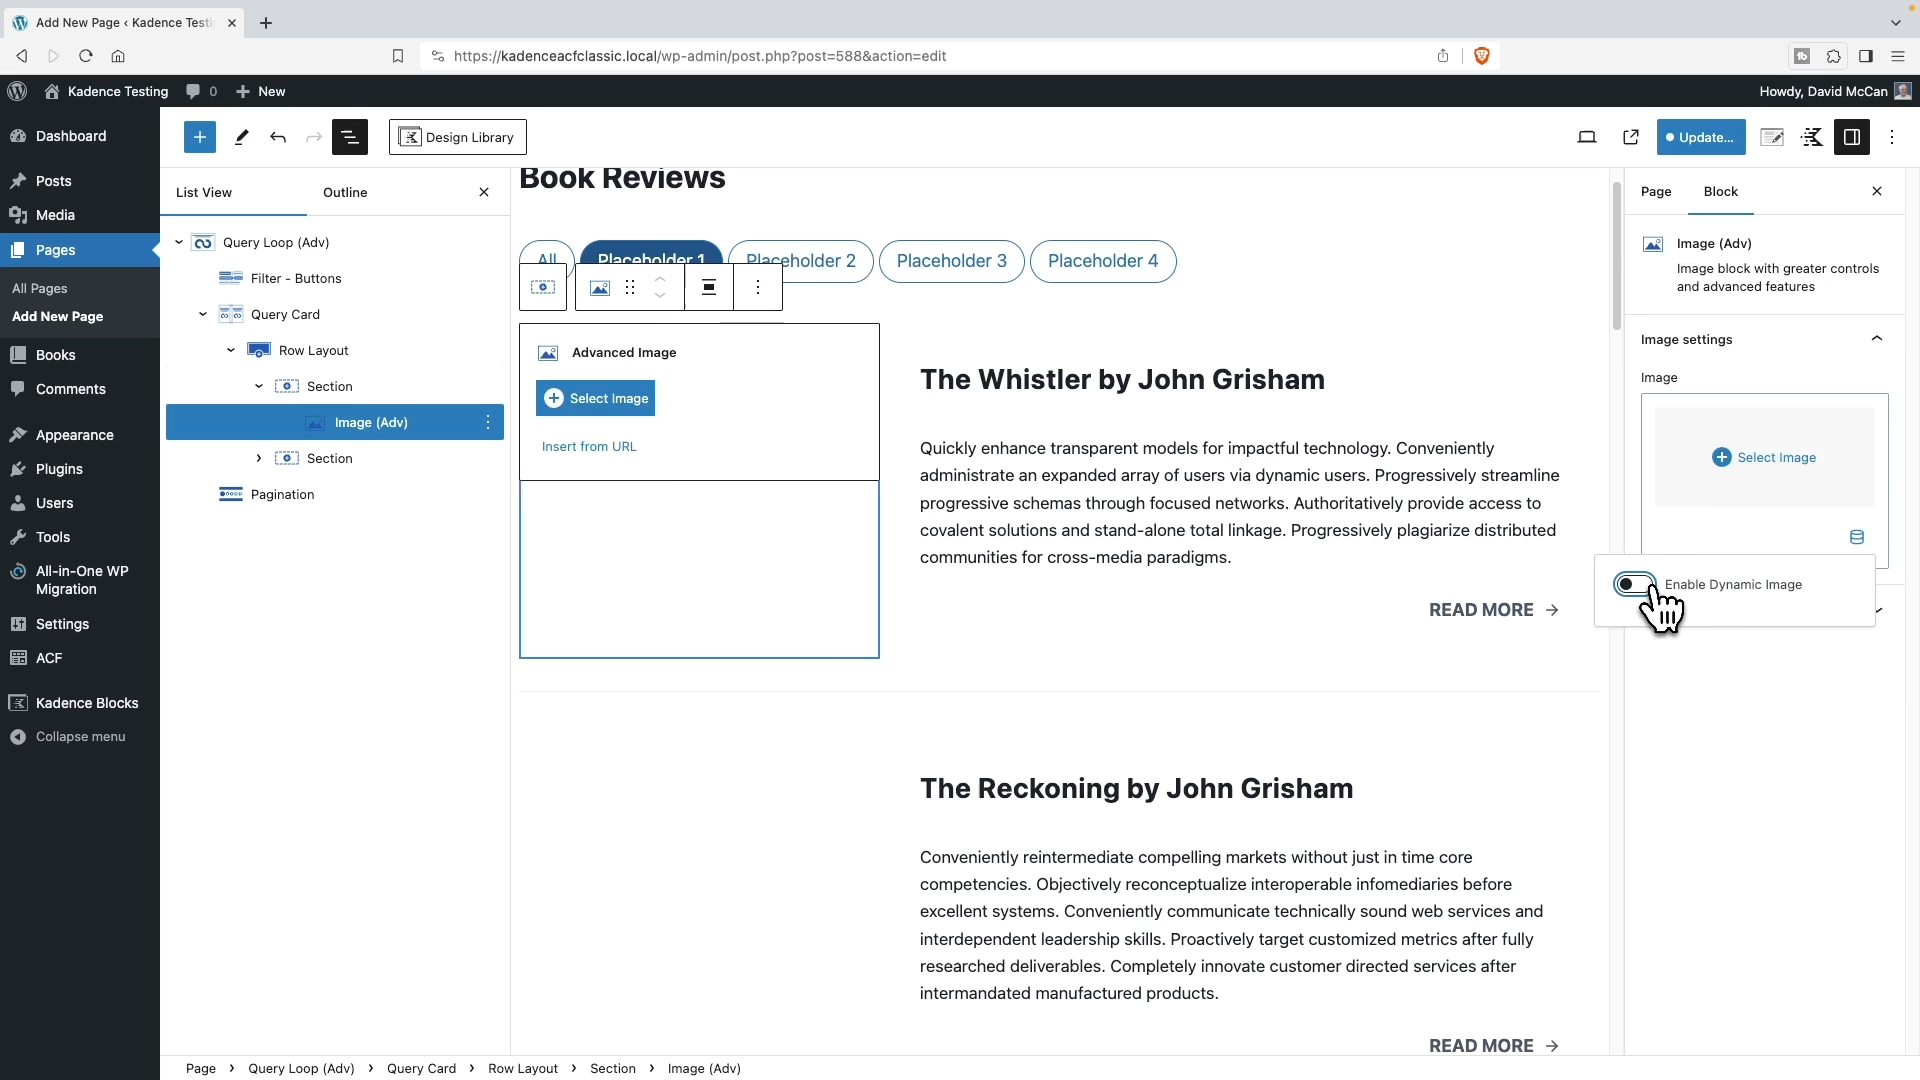 Add New Page ‹ Kadence Testi
https://kadenceacfclassic.local/wp-admin/post.php?post=588&action=edit
Kadence Testing
0
New
Howdy, David McCan
Dashboard
Posts
Media
Pages
All Pages
Add New Page
Books
Comments
Appearance
Plugins
Users
Tools
All-in-One WP
Migration
Settings
ACF
Kadence Blocks
Collapse menu
Design Library
Update...
List View
Outline
Query Loop (Adv)
Filter - Buttons
Query Card
Row Layout
Section
Image (Adv)
Section
Pagination
Book Reviews
All
Placeholder 1
Placeholder 2
Placeholder 3
Placeholder 4
Advanced Image
Select Image
Insert from URL
The Whistler by John Grisham
Quickly enhance transparent models for impactful technology. Conveniently
administrate an expanded array of users via dynamic users. Progressively streamline
progressive schemas through focused networks. Authoritatively provide access to
covalent solutions and stand-alone total linkage. Progressively plagiarize distributed
communities for cross-media paradigms.
READ MORE →
The Reckoning by John Grisham
Conveniently reintermediate compelling markets without just in time core
competencies. Objectively reconceptualize interoperable infomediaries before
excellent systems. Conveniently communicate technically sound web services and
interdependent leadership skills. Proactively target customized metrics after fully
researched deliverables. Completely innovate customer directed services after
intermandated manufactured products.
READ MORE →
Page
Block
Image (Adv)
Image block with greater controls
and advanced features
Image settings
Image
Select Image
Enable Dynamic Image
Page › Query Loop (Adv) › Query Card › Row Layout › Section › Image (Adv)